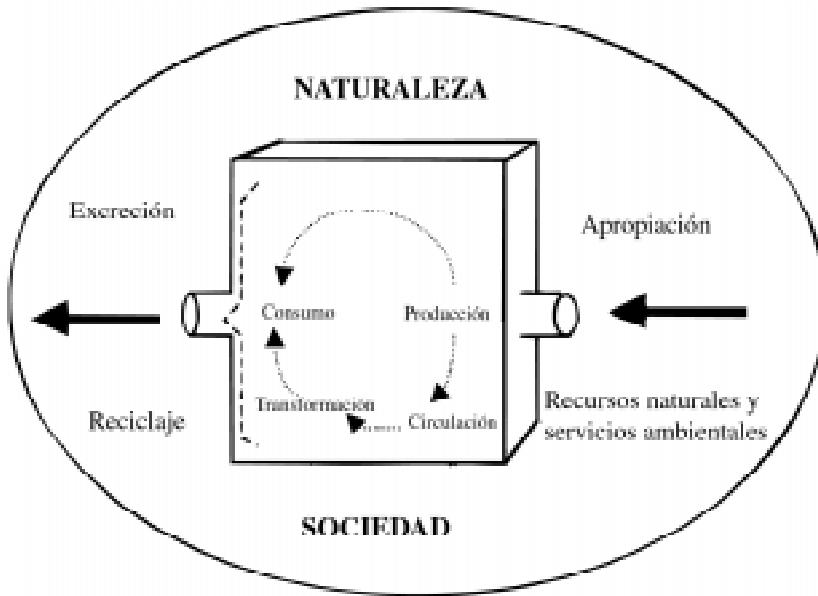 NATURALEZA
Excreción
Apropiación
Consumo
Producción
Transformación
Circulación
Reciclaje
Recursos naturales y
servicios ambientales
SOCIEDAD